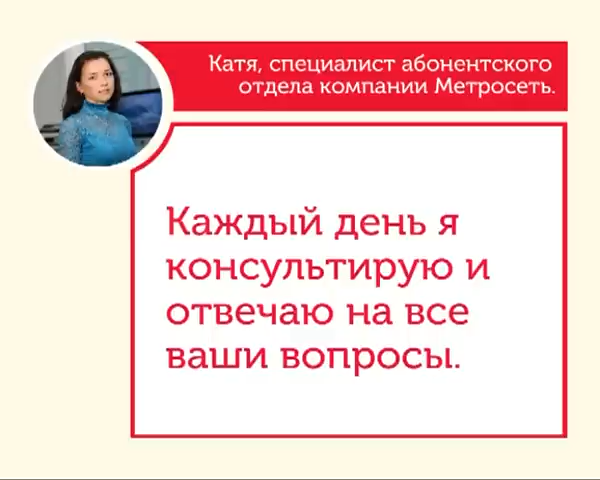 Катя, специалист абонентского
отдела компании Метросеть.
Каждый день я
консультирую и
отвечаю на все
ваши вопросы.